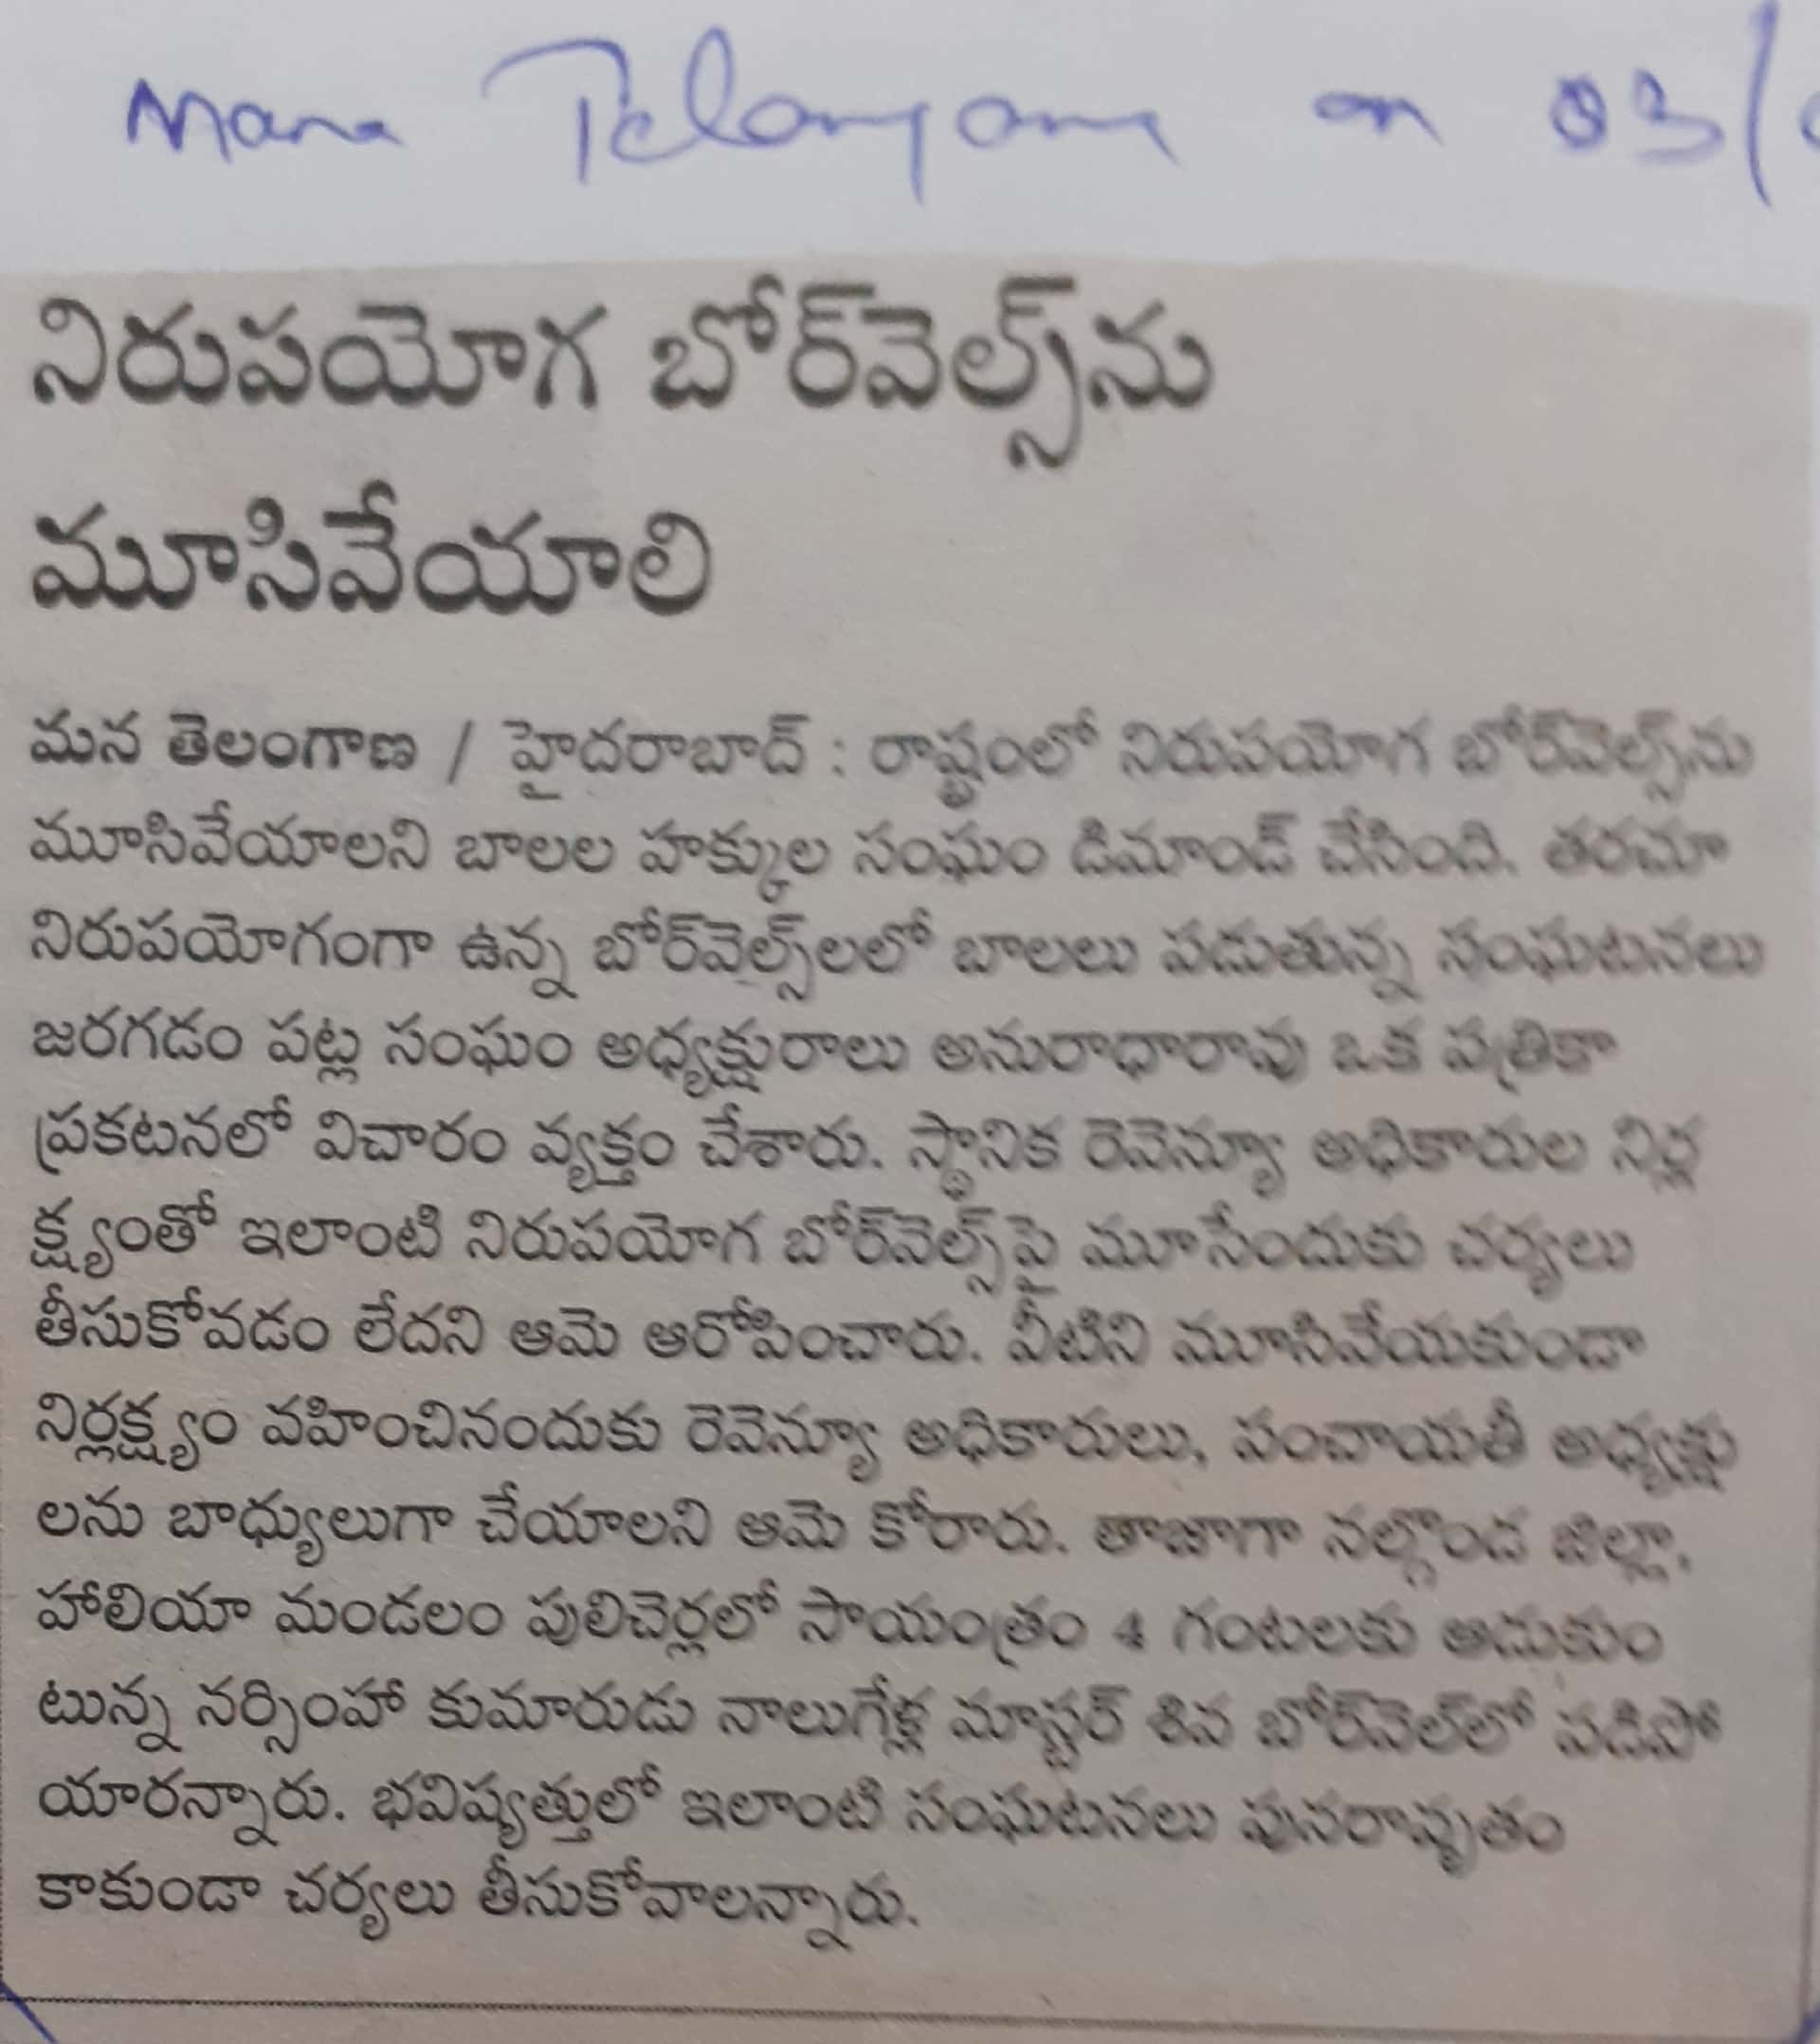 Mana Telangana on 03/
నిరుపయోగ బోర్‌వెల్స్‌ను
మూసివేయాలి
మన తెలంగాణ / హైదరాబాద్ : రాష్ట్రంలో నిరుపయోగ బోర్‌వెల్స్‌ను
మూసివేయాలని బాలల హక్కుల సంఘం డిమాండ్ చేసింది. తరచూ
నిరుపయోగంగా ఉన్న బోర్‌వెల్స్‌లలో బాలలు పడుతున్న సంఘటనలు
జరగడం పట్ల సంఘం అధ్యక్షురాలు అనురాధారావు ఒక పత్రికా
ప్రకటనలో విచారం వ్యక్తం చేశారు. స్థానిక రెవెన్యూ అధికారుల నిర్ల
క్ష్యంతో ఇలాంటి నిరుపయోగ బోర్‌వెల్స్‌పై మూసేందుకు చర్యలు
తీసుకోవడం లేదని ఆమె ఆరోపించారు. వీటిని మూసివేయకుండా
నిర్లక్ష్యం వహించినందుకు రెవెన్యూ అధికారులు, పంచాయతీ అధ్యక్షు
లను బాధ్యులుగా చేయాలని ఆమె కోరారు. తాజాగా నల్గొండ జిల్లా,
హాలియా మండలం పులిచెర్లలో సాయంత్రం 4 గంటలకు ఆడుకుం
టున్న నర్సింహా కుమారుడు నాలుగేళ్ల మాస్టర్ శివ బోర్‌వెల్‌లో పడిపో
యారన్నారు. భవిష్యత్తులో ఇలాంటి సంఘటనలు పునరావృతం
కాకుండా చర్యలు తీసుకోవాలన్నారు.